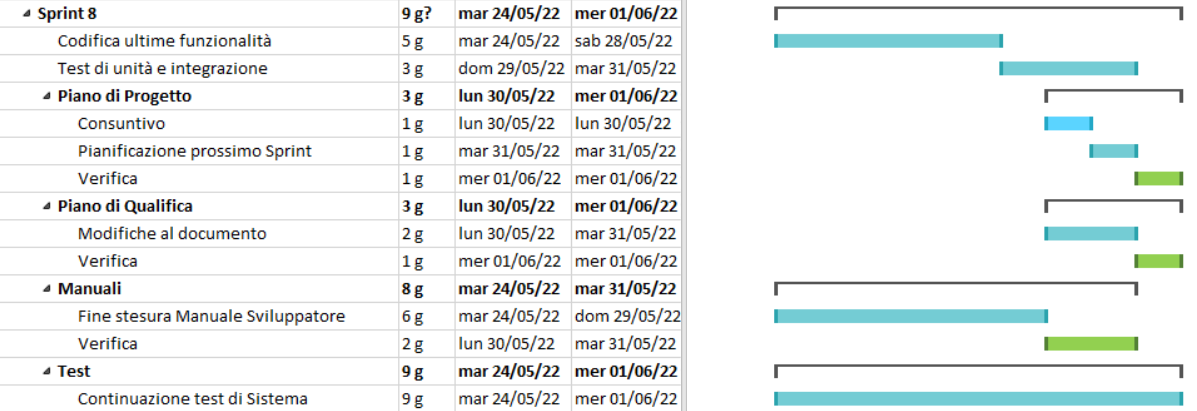 Sprint 8 9 g? mar 24/05/22 mer 01/06/22
Codifica ultime funzionalità 5 g mar 24/05/22 sab 28/05/22
Test di unità e integrazione 3 g dom 29/05/22 mar 31/05/22
Piano di Progetto 3 g lun 30/05/22 mer 01/06/22
Consuntivo 1 g lun 30/05/22 lun 30/05/22
Pianificazione prossimo Sprint 1 g mar 31/05/22 mar 31/05/22
Verifica 1 g mer 01/06/22 mer 01/06/22
Piano di Qualifica 3 g lun 30/05/22 mer 01/06/22
Modifiche al documento 2 g lun 30/05/22 mar 31/05/22
Verifica 1 g mer 01/06/22 mer 01/06/22
Manuali 8 g mar 24/05/22 mar 31/05/22
Fine stesura Manuale Sviluppatore 6 g mar 24/05/22 dom 29/05/22
Verifica 2 g lun 30/05/22 mar 31/05/22
Test 9 g mar 24/05/22 mer 01/06/22
Continuazione test di Sistema 9 g mar 24/05/22 mer 01/06/22